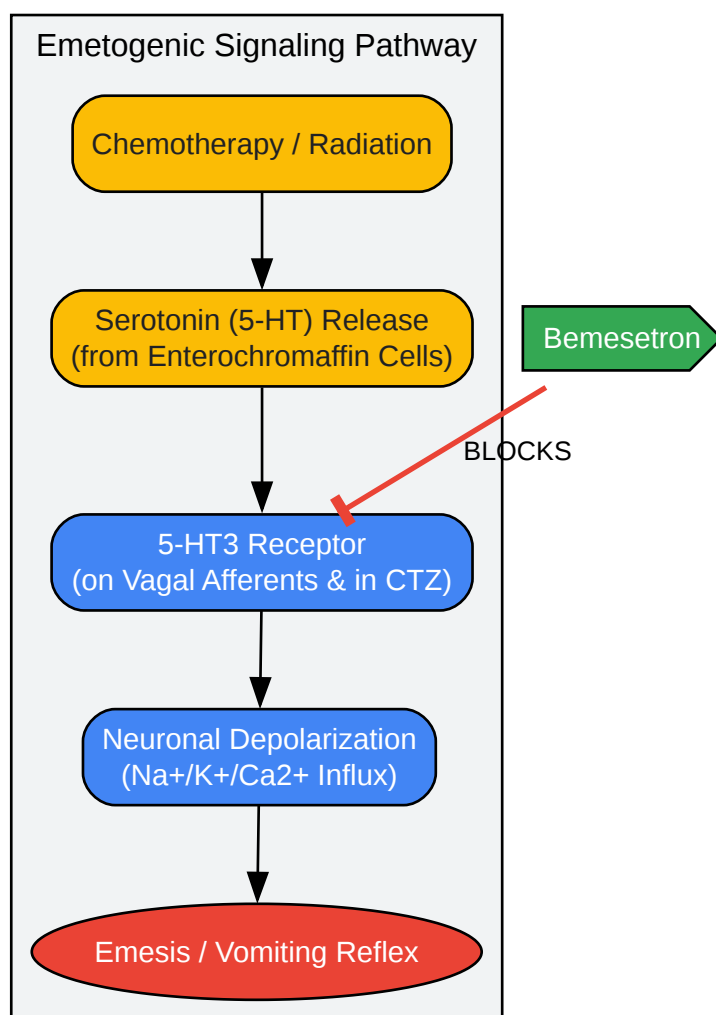 Emetogenic Signaling Pathway
Chemotherapy / Radiation
Serotonin (5-HT) Release
(from Enterochromaffin Cells)
Bemesetron
BLOCKS
5-HT3 Receptor
(on Vagal Afferents & in CTZ)
Neuronal Depolarization
(Na+/K+/Ca2+ Influx)
Emesis / Vomiting Reflex